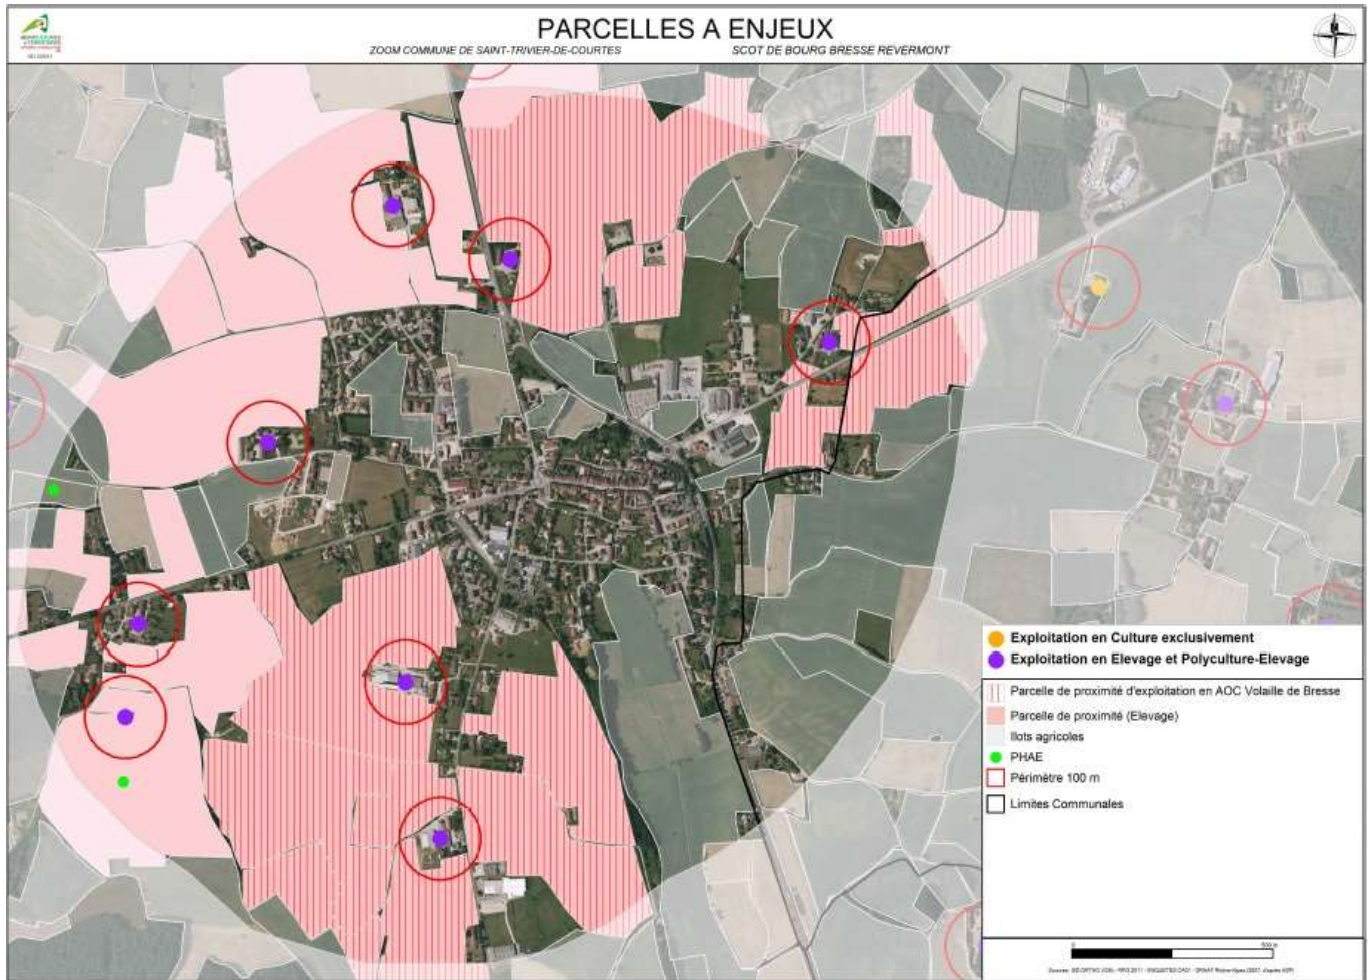 PARCELLES A ENJEUX
ZOOM COMMUNE DE SAINT-TRIVIER-DE-COURTES SCOT DE BOURG BRESSE REVERMONT
Exploitation en Culture exclusivement
Exploitation en Elevage et Polyculture-Elevage
Parcelle de proximité d'exploitation en AOC Volaille de Bresse
Parcelle de proximité (Elevage)
Ilots agricoles
PHAE
Périmètre 100 m
Limites Communales
0 500 m